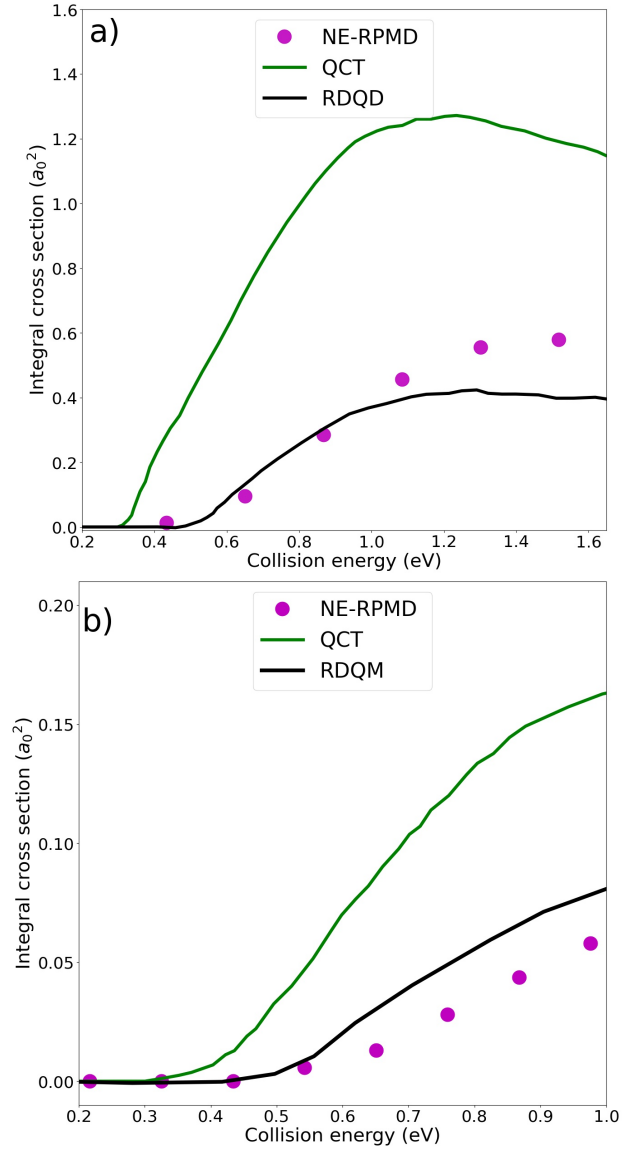 a)
NE-RPMD
QCT
RDQD
Integral cross section (a₀²)
1.6
1.4
1.2
1.0
0.8
0.6
0.4
0.2
0.0
0.2 0.4 0.6 0.8 1.0 1.2 1.4 1.6
Collision energy (eV)
b)
NE-RPMD
QCT
RDQM
Integral cross section (a₀²)
0.20
0.15
0.10
0.05
0.00
0.2 0.3 0.4 0.5 0.6 0.7 0.8 0.9 1.0
Collision energy (eV)